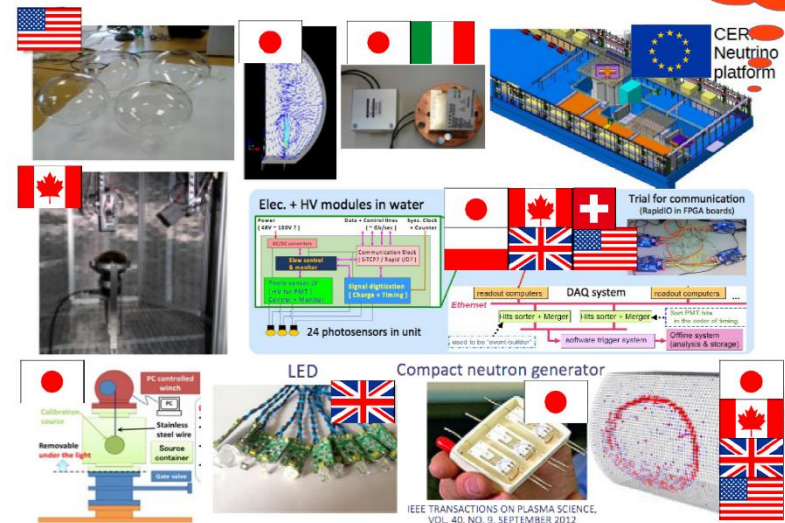 CER
Neutrino
platform
Elec. + HV modules in water
Trial for communication
(RapidIO in FPGA boards)
Power
( 48V ~ 100V ? )
Data + Control lines
( ~ Gb/sec )
Sync. Clock
+ Counter
DC/DC converters
Slow control
& monitor
Communication Block
( SiTCP? / Rapid I/O? )
Photo sensor I/F
( HV for PMT )
Control + Monitor
Signal digitization
( Charge + Timing )
24 photosensors in unit
readout computers
DAQ system
readout computers
...
Ethernet
Hits sorter + Merger
Hits sorter + Merger
Sort PMT hits
in the order of timing
used to be "event-builder"
software trigger system
Offline system
(analysis & storage)
PC controlled
winch
PC
Calibration
source
Stainless
steel wire
Removable
under the light
Source
container
Gate valve
LED
Compact neutron generator
IEEE TRANSACTIONS ON PLASMA SCIENCE,
VOL. 40, NO. 9, SEPTEMBER 2012